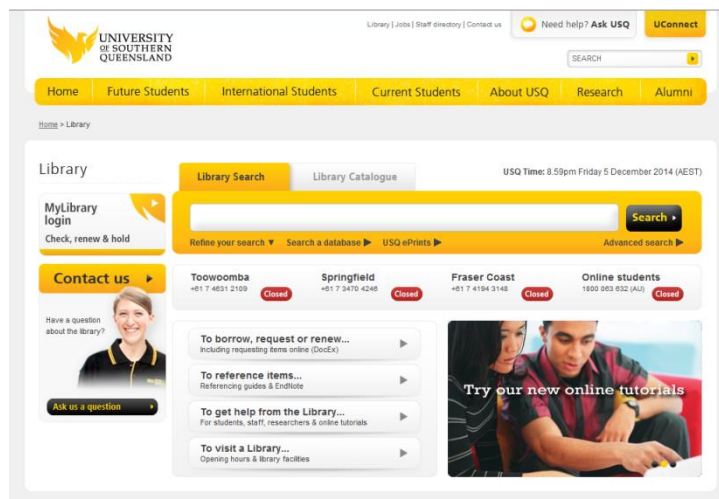 UNIVERSITY
OF SOUTHERN
QUEENSLAND
Library | Jobs | Staff directory | Contact us
Need help? Ask USQ
UConnect
SEARCH
Home Future Students International Students Current Students About USQ Research Alumni
Home > Library
Library
Library Search
Library Catalogue
USQ Time: 8.59pm Friday 5 December 2014 (AEST)
MyLibrary
login
Check, renew & hold
Search
Refine your search Search a database USQ ePrints Advanced search
Contact us
Have a question
about the library?
Ask us a question
Toowoomba Springfield Fraser Coast Online students
+61 7 4631 2109 Closed +61 7 3470 4246 Closed +61 7 4194 3148 Closed 1800 063 632 (AU) Closed
To borrow, request or renew...
Including requesting items online (DocEx)
To reference items...
Referencing guides & EndNote
To get help from the Library...
For students, staff, researchers & online tutorials
To visit a Library...
Opening hours & library facilities
Try our new online tutorials